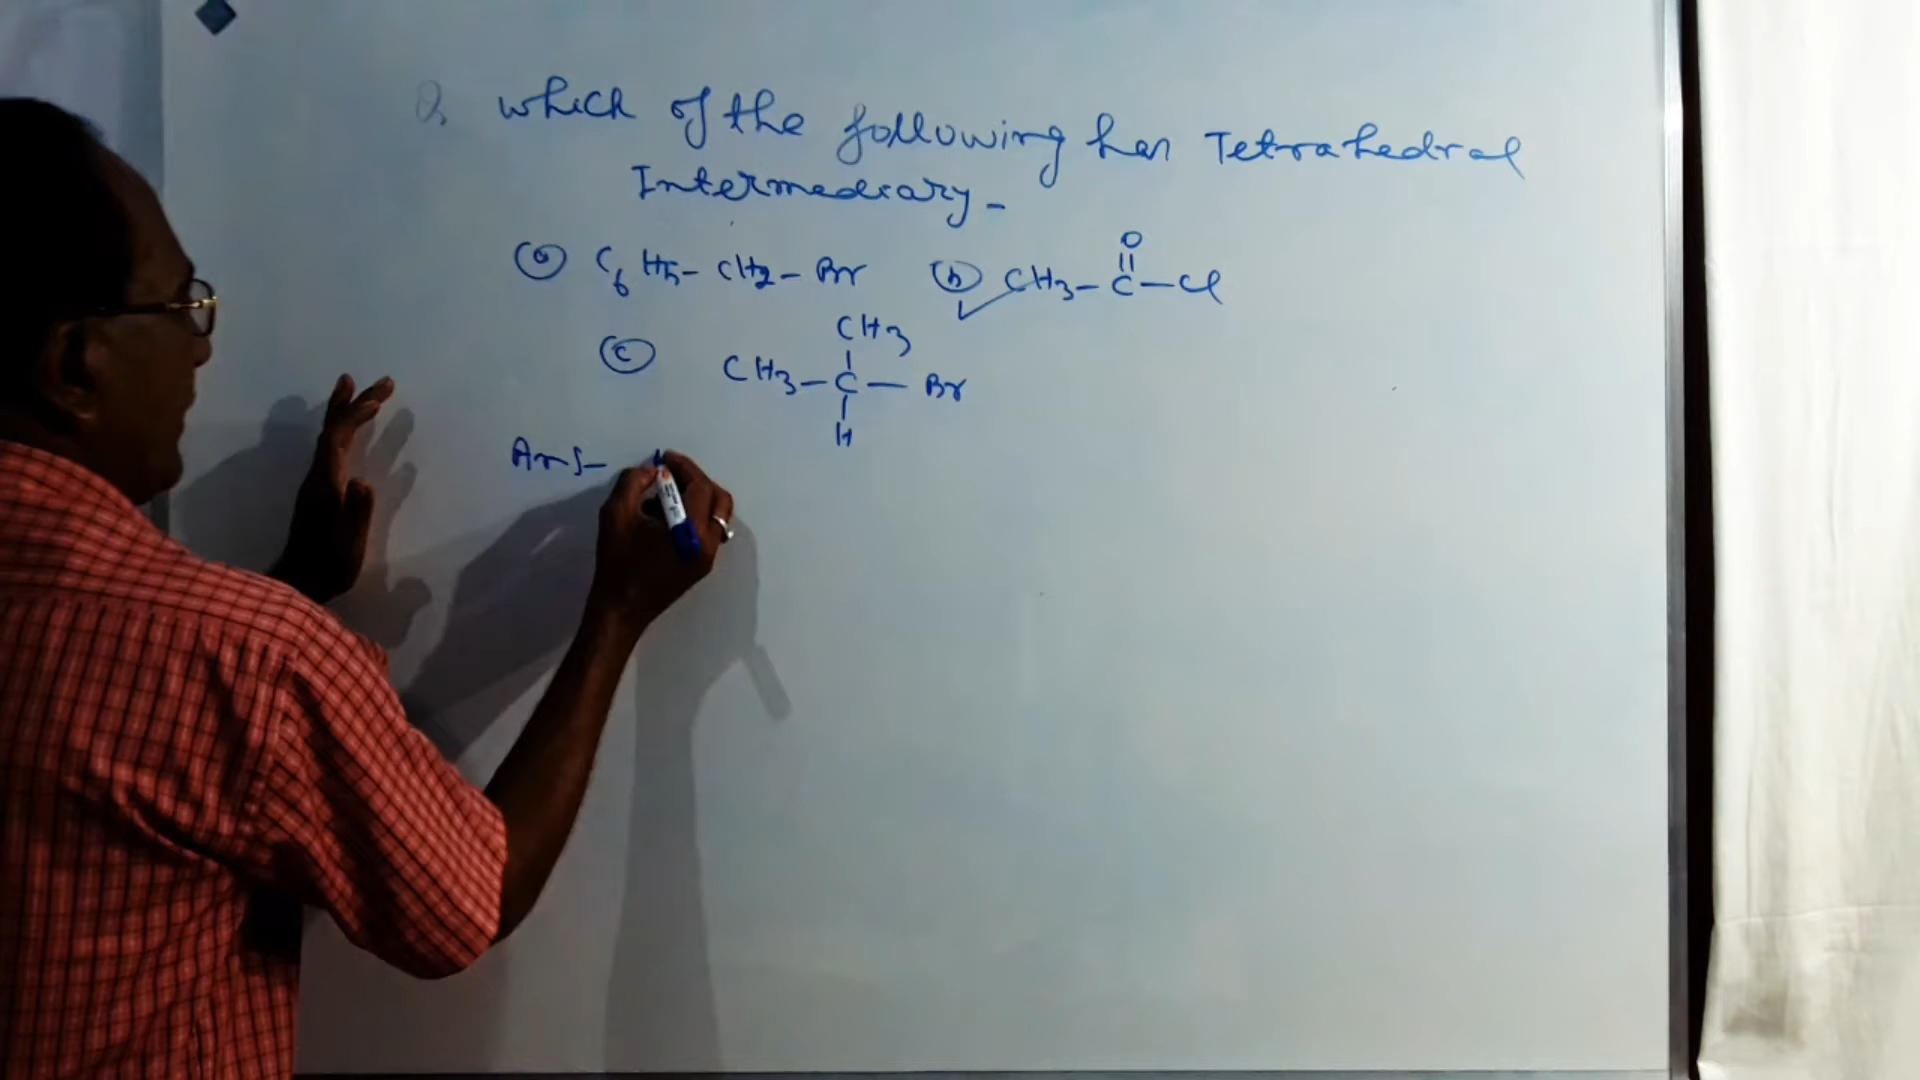 Q. which of the following has Tetrahedral
Intermediary -
(a) C6H5- CH2- Br (b) CH3- C - Cl
O
||
(c) CH3
|
CH3 - C - Br
|
H
Ans-